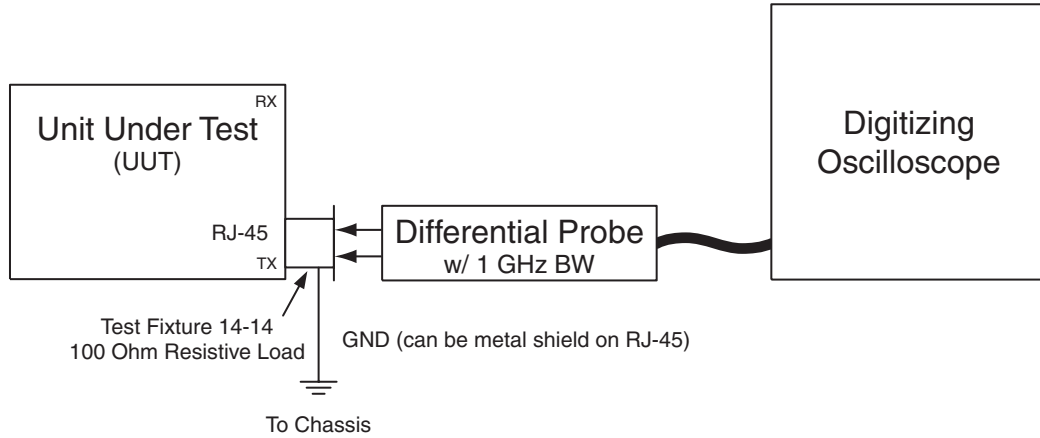 RX
Unit Under Test
(UUT)
RJ-45
TX
Test Fixture 14-14
100 Ohm Resistive Load
GND (can be metal shield on RJ-45)
To Chassis
Differential Probe
w/ 1 GHz BW
Digitizing
Oscilloscope